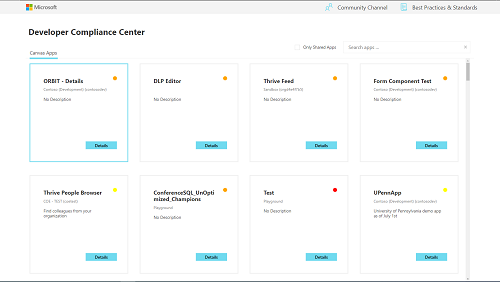 Microsoft
Community Channel
Best Practices & Standards
Developer Compliance Center
Only Shared Apps
Search apps ...
Canvas Apps
ORBIT - Details
Contoso (Development) (contosodev)
No Description
Details
DLP Editor
No Description
Details
Thrive Feed
Sandbox
No Description
Details
Form Component Test
Contoso (Development) (contosodev)
No Description
Details
Thrive People Browser
COE - TEST (coetest)
Find colleagues from your
organization
Details
ConferenceSQL_UnOpti
mized_Champions
Playground
No Description
Details
Test
Playground
No Description
Details
UPennApp
Contoso (Development) (contosodev)
University of Pennsylvania demo app
as of July 1st
Details